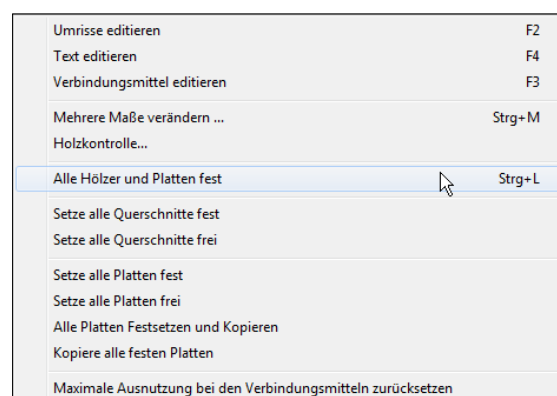 Umrisse editieren F2
Text editieren F4
Verbindungsmittel editieren F3
Mehrere Maße verändern ... Strg+M
Holzkontrolle...
Alle Hölzer und Platten fest Strg+L
Setze alle Querschnitte fest
Setze alle Querschnitte frei
Setze alle Platten fest
Setze alle Platten frei
Alle Platten Festsetzen und Kopieren
Kopiere alle festen Platten
Maximale Ausnutzung bei den Verbindungsmitteln zurücksetzen